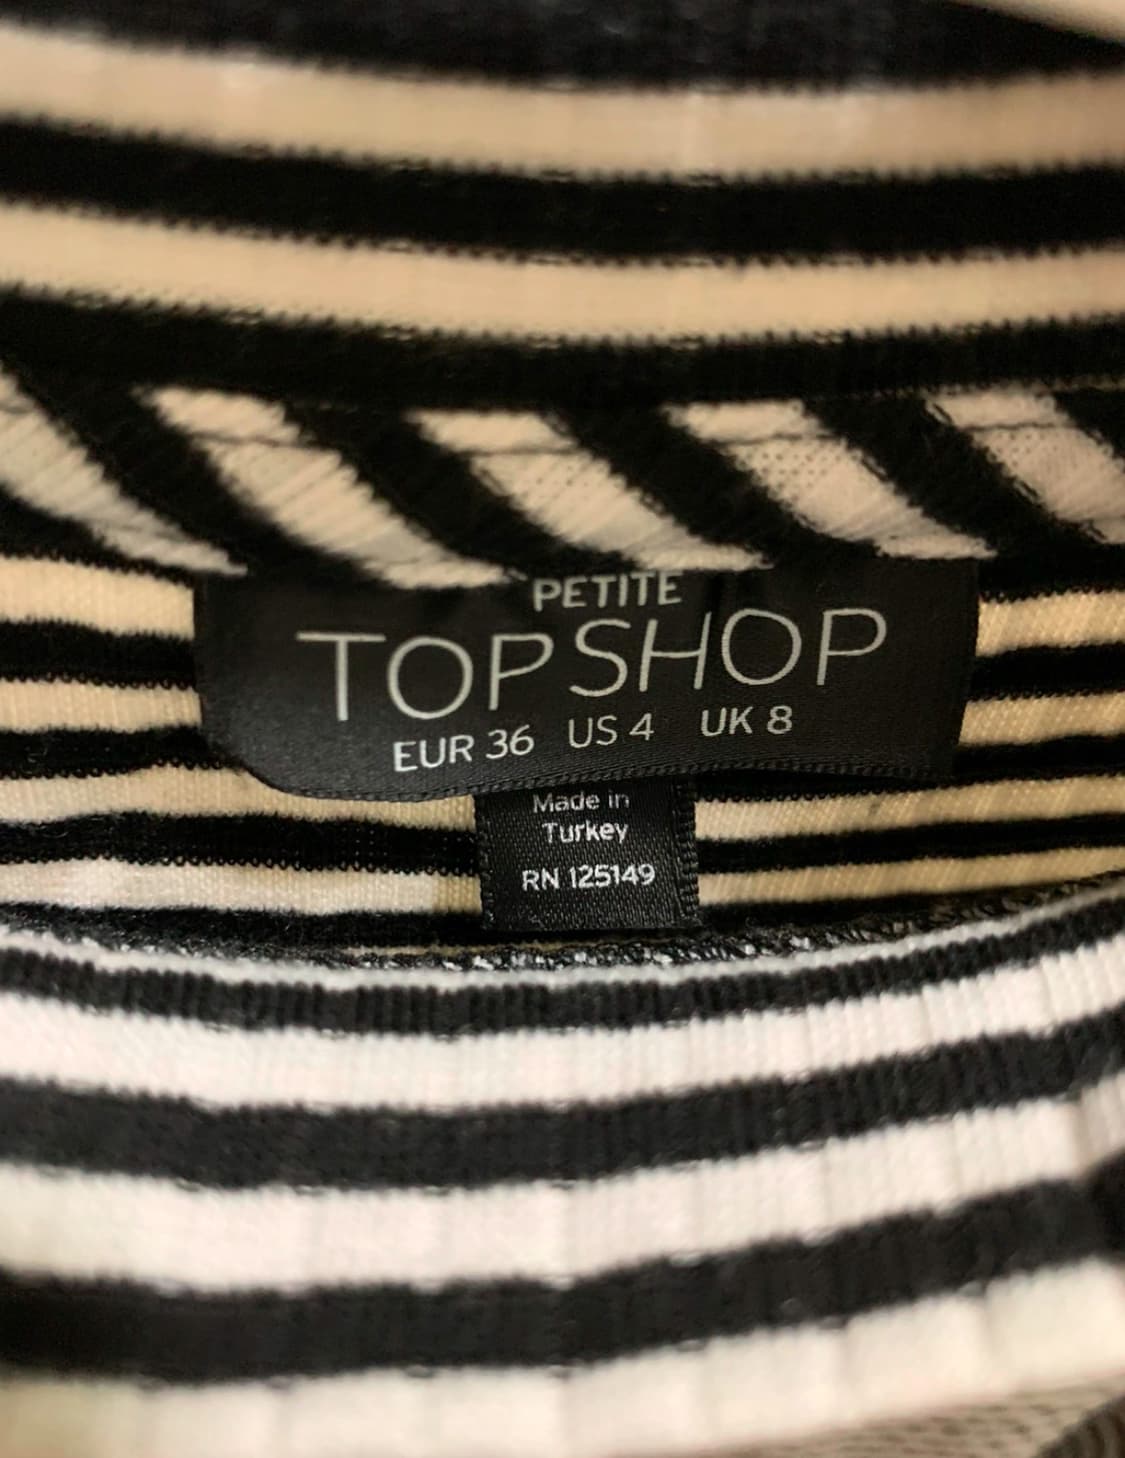 PETITE
TOPSHOP
EUR 36 US 4 UK 8
Made in
Turkey
RN 125149